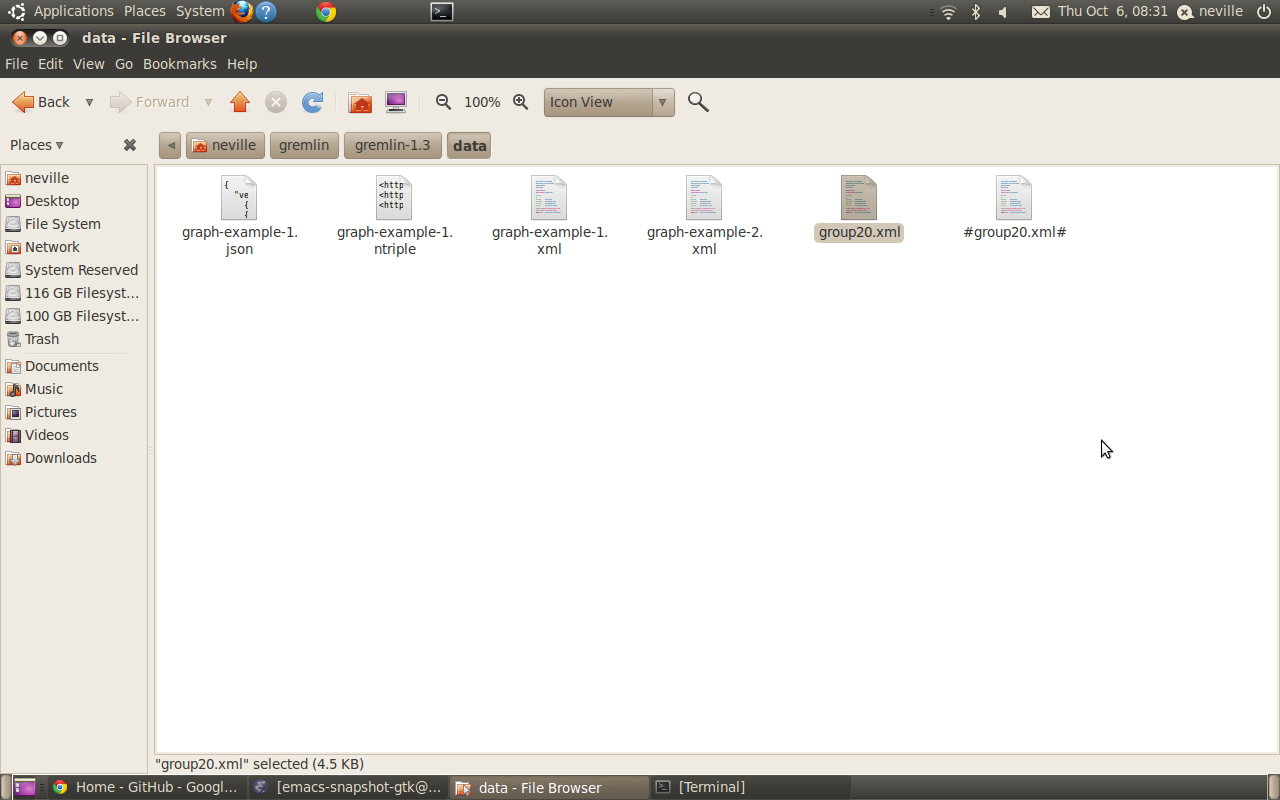 Applications Places System Thu Oct 6, 08:31 neville
data - File Browser
File Edit View Go Bookmarks Help
Back Forward 100% Icon View
Places neville gremlin gremlin-1.3 data
neville
Desktop
File System
Network
System Reserved
116 GB Filesyst...
100 GB Filesyst...
Trash
Documents
Music
Pictures
Videos
Downloads
{
"ve
{
{
graph-example-1.
json
<http
<http
<http
graph-example-1.
ntriple
graph-example-1.
xml
graph-example-2.
xml
group20.xml
#group20.xml#
"group20.xml" selected (4.5 KB)
Home - GitHub - Googl... [emacs-snapshot-gtk@... data - File Browser [Terminal]